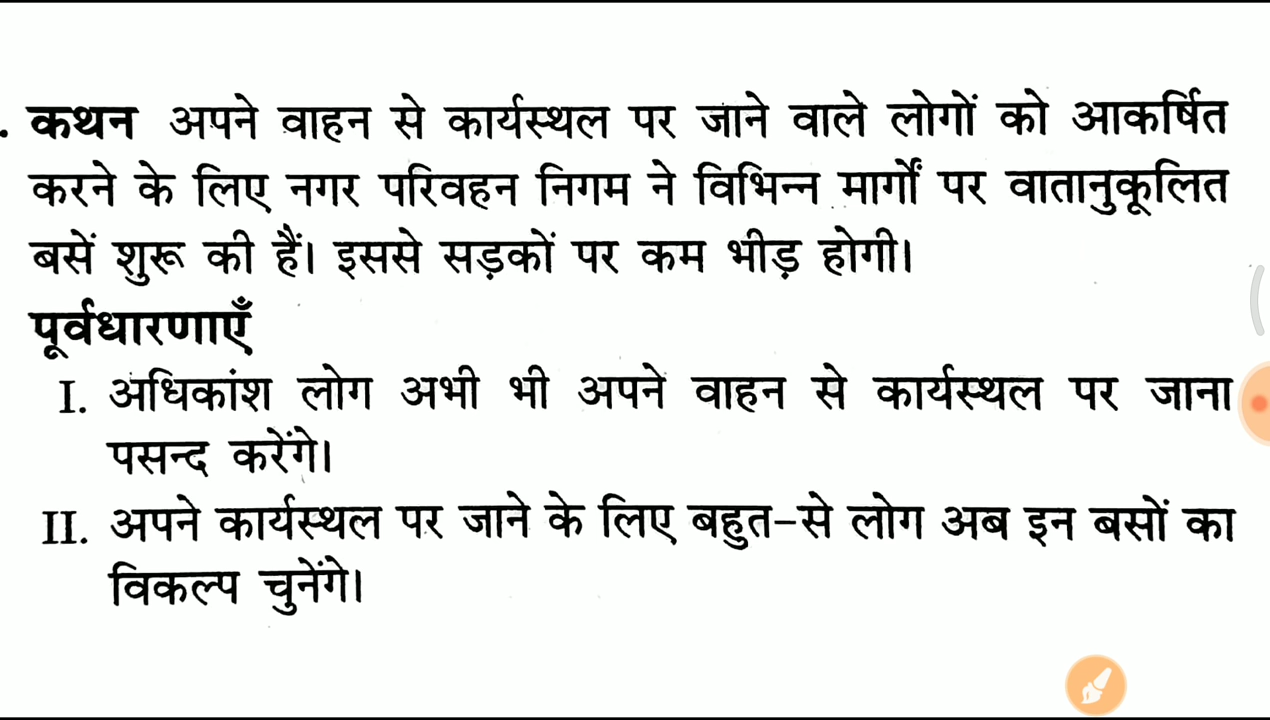 . कथन अपने वाहन से कार्यस्थल पर जाने वाले लोगों को आकर्षित
करने के लिए नगर परिवहन निगम ने विभिन्न मार्गों पर वातानुकूलित
बसें शुरू की हैं। इससे सड़कों पर कम भीड़ होगी।
पूर्वधारणाएँ
I. अधिकांश लोग अभी भी अपने वाहन से कार्यस्थल पर जाना
पसन्द करेंगे।
II. अपने कार्यस्थल पर जाने के लिए बहुत-से लोग अब इन बसों का
विकल्प चुनेंगे।